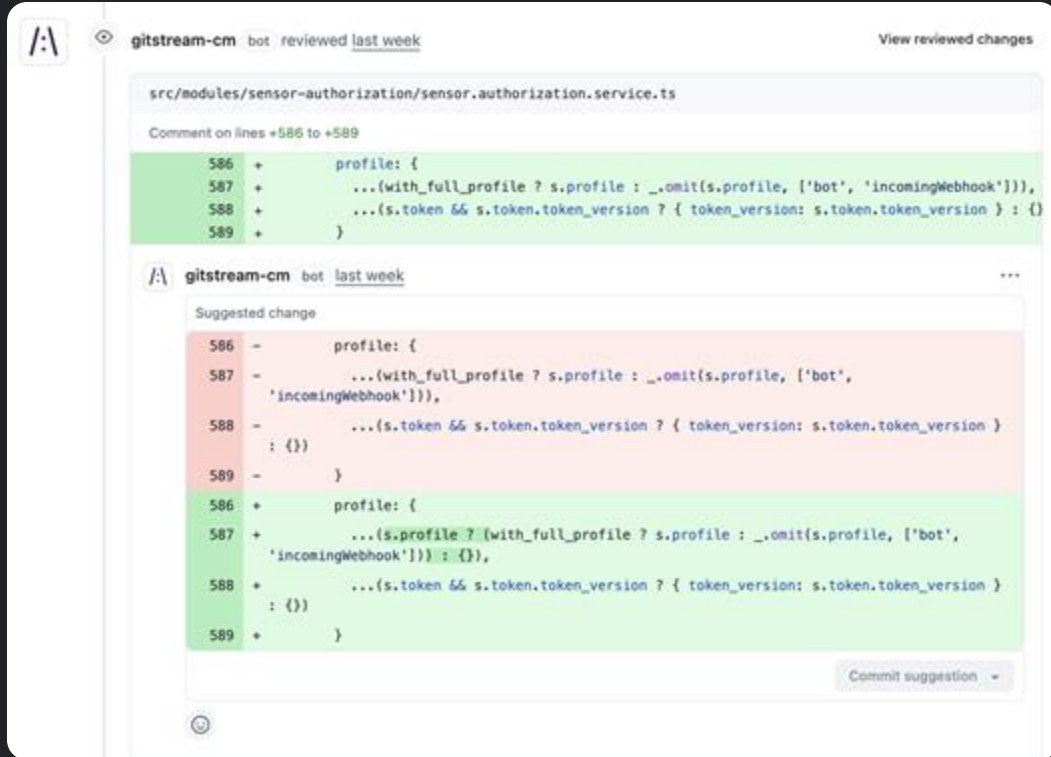 /:\
gitstream-cm bot reviewed last week
View reviewed changes
src/modules/sensor-authorization/sensor.authorization.service.ts
Comment on lines +586 to +589
586 + profile: {
587 + ...(with_full_profile ? s.profile : _.omit(s.profile, ['bot', 'incomingWebhook'])),
588 + ...(s.token && s.token.token_version ? { token_version: s.token.token_version } : {}
589 + }
/:\ gitstream-cm bot last week
Suggested change
586 - profile: {
587 - ...(with_full_profile ? s.profile : _.omit(s.profile, ['bot',
'incomingWebhook'])),
588 - ...(s.token && s.token.token_version ? { token_version: s.token.token_version }
: {})
589 - }
586 + profile: {
587 + ...(s.profile ? (with_full_profile ? s.profile : _.omit(s.profile, ['bot',
'incomingWebhook'])) : {}),
588 + ...(s.token && s.token.token_version ? { token_version: s.token.token_version }
: {})
589 + }
Commit suggestion